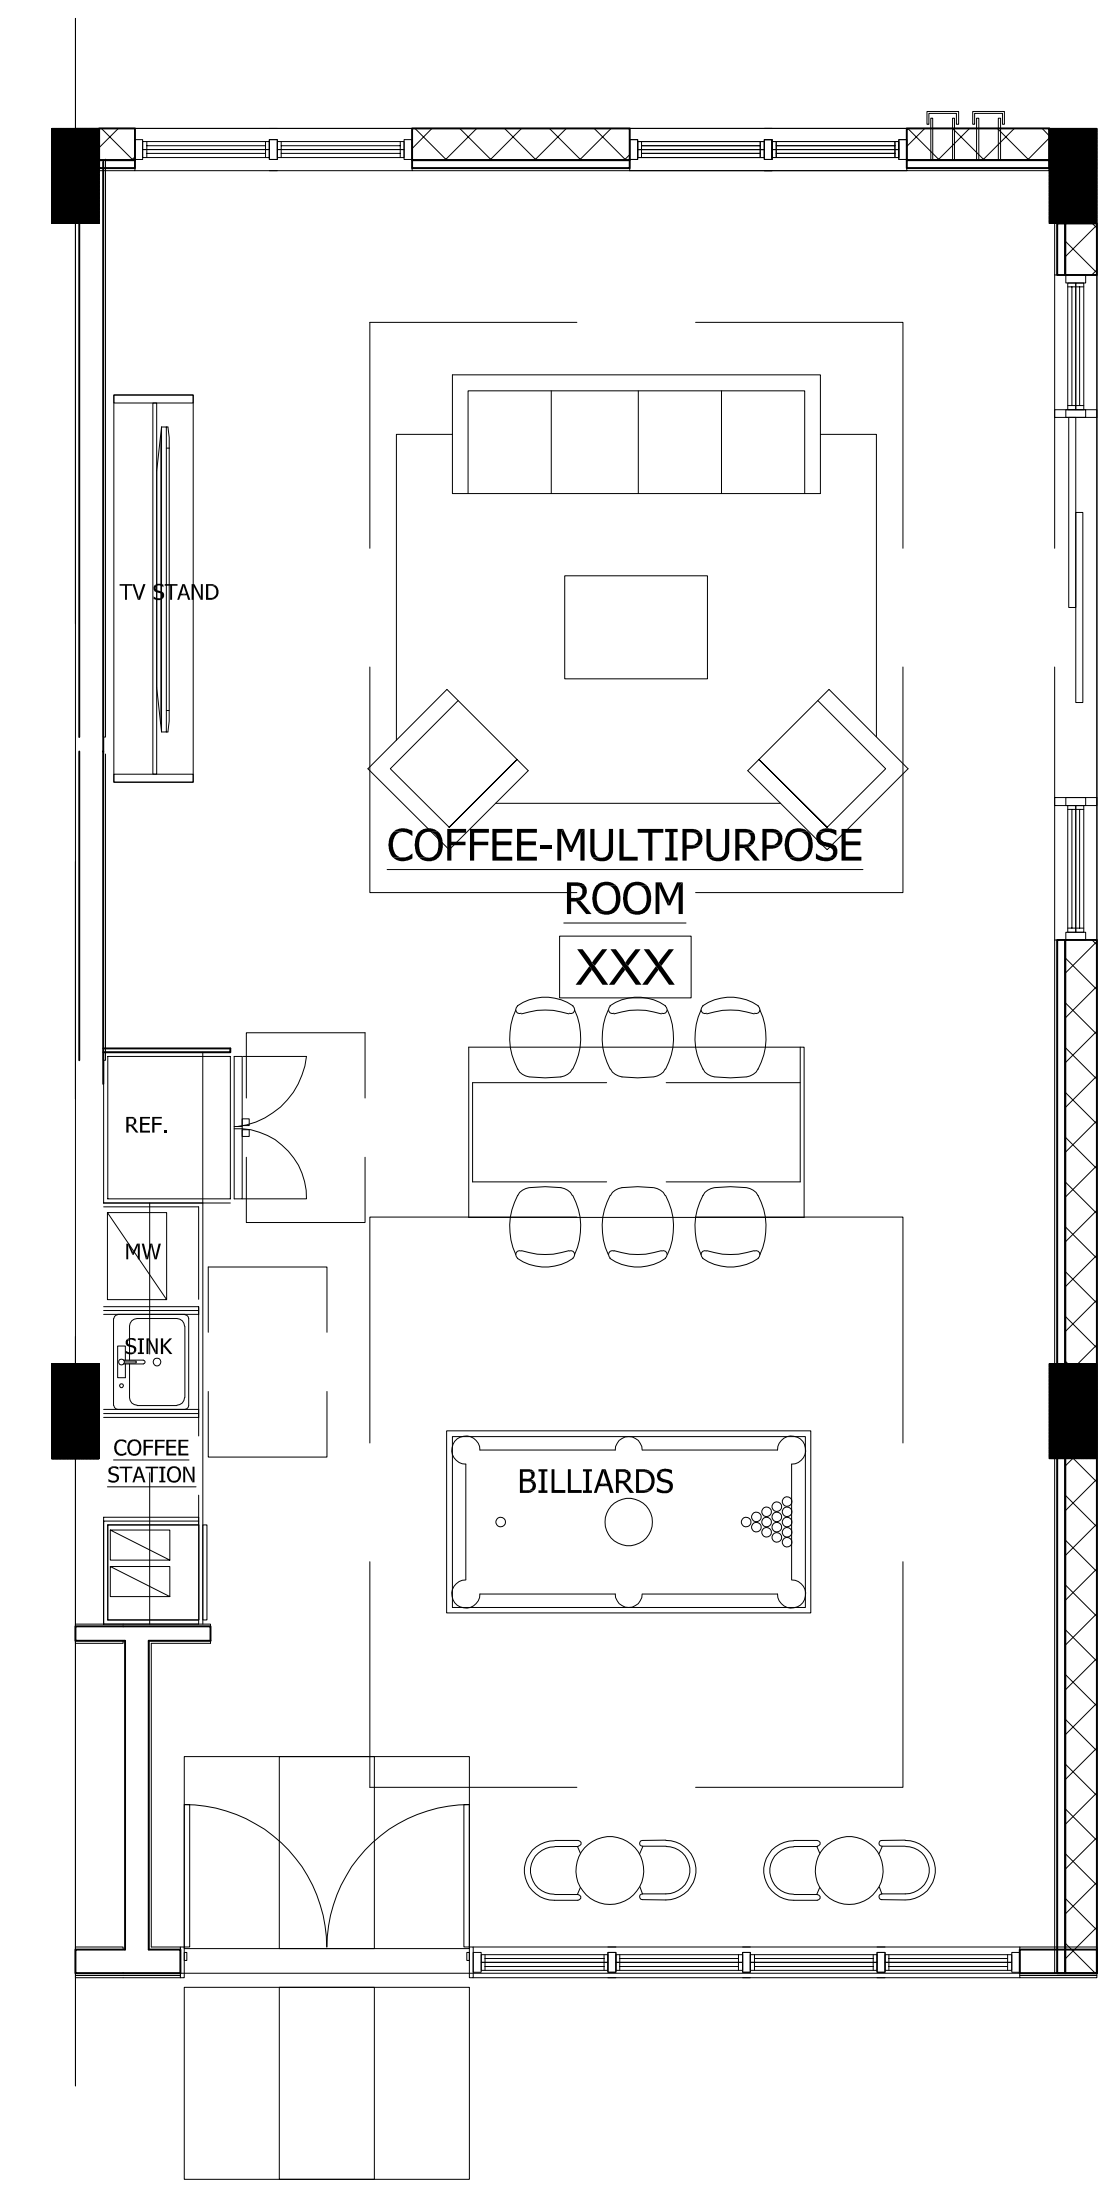 TV STAND
COFFEE-MULTIPURPOSE
ROOM
XXX
REF.
MW
SINK
COFFEE
STATION
BILLIARDS